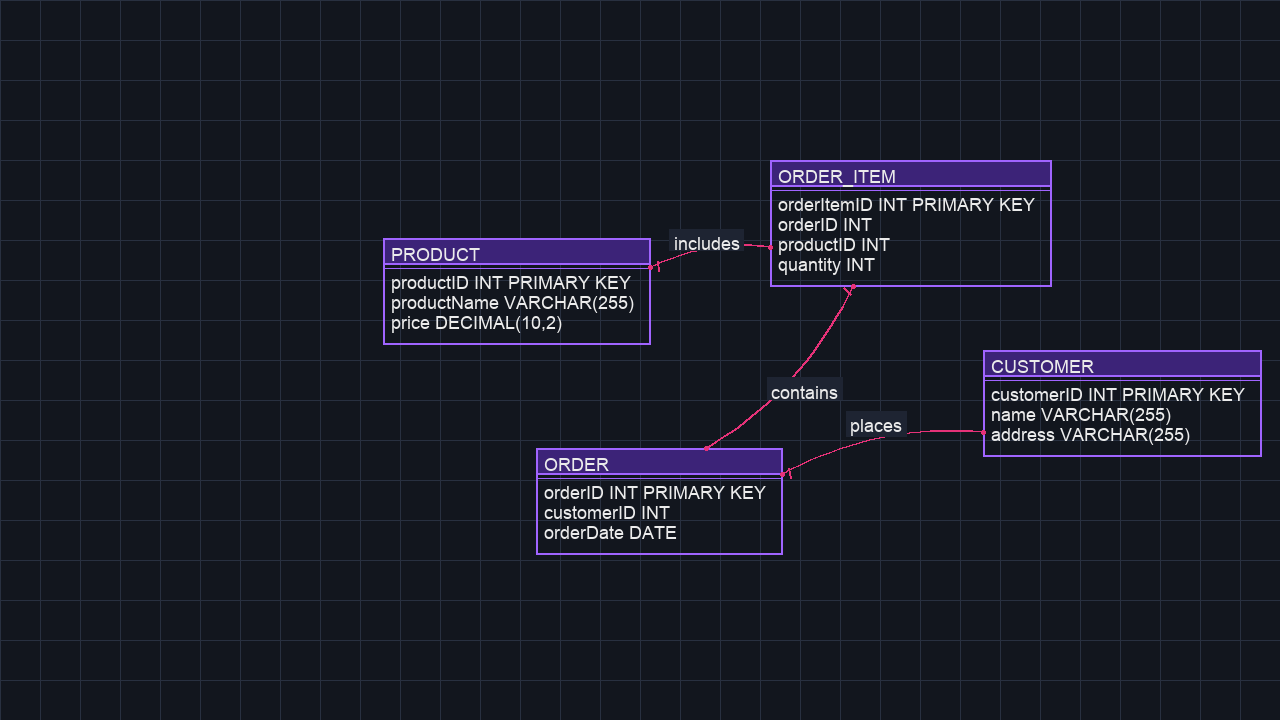 ORDER_ITEM
orderItemID INT PRIMARY KEY
orderID INT
productID INT
quantity INT
includes
PRODUCT
productID INT PRIMARY KEY
productName VARCHAR(255)
price DECIMAL(10,2)
contains
places
CUSTOMER
customerID INT PRIMARY KEY
name VARCHAR(255)
address VARCHAR(255)
ORDER
orderID INT PRIMARY KEY
customerID INT
orderDate DATE